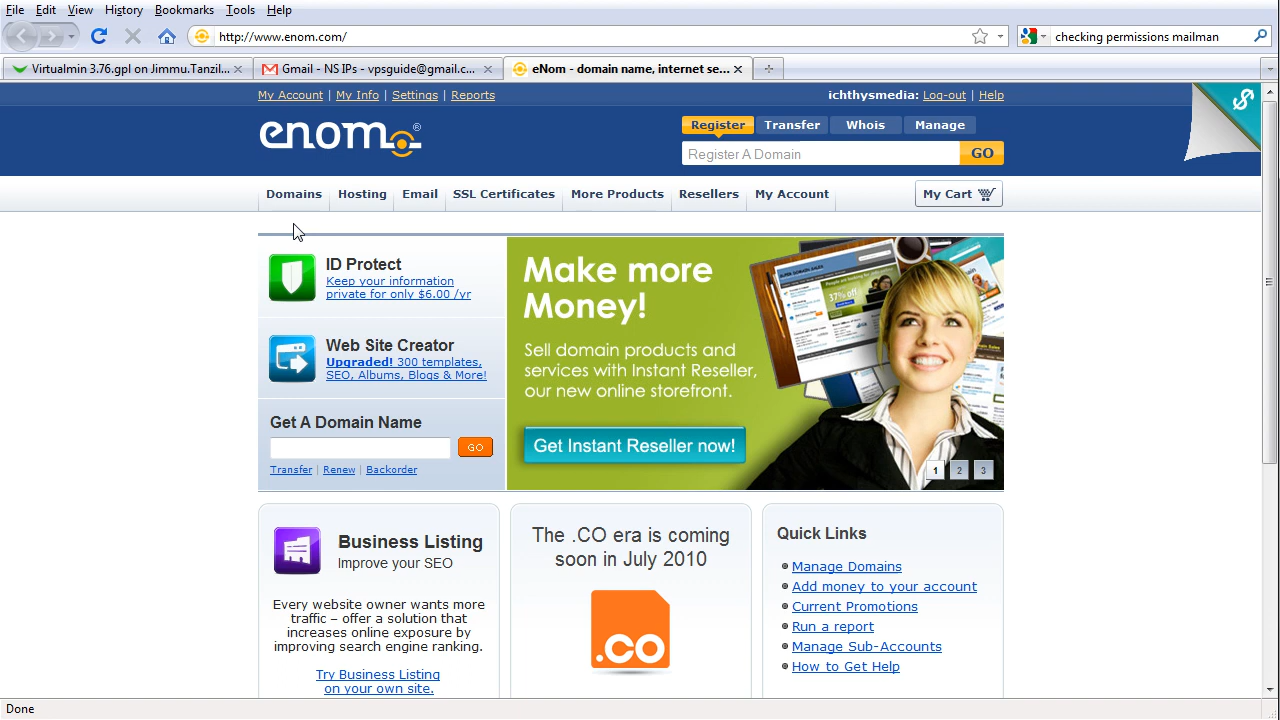 File Edit View History Bookmarks Tools Help
http://www.enom.com/
checking permissions mailman
Virtualmin 3.76.gpl on Jimmu.Tanzil...
Gmail - NS IPs - vpsguide@gmail.c...
eNom - domain name, internet se...
My Account | My Info | Settings | Reports
ichthysmedia: Log-out | Help
enom®
Register Transfer Whois Manage
Register A Domain GO
Domains Hosting Email SSL Certificates More Products Resellers My Account My Cart
ID Protect
Keep your information
private for only $6.00 /yr
Web Site Creator
Upgraded! 300 templates,
SEO, Albums, Blogs & More!
Get A Domain Name
GO
Transfer | Renew | Backorder
Make more
Money!
Sell domain products and
services with Instant Reseller,
our new online storefront.
Get Instant Reseller now!
37% off
1 2 3
Business Listing
Improve your SEO
Every website owner wants more
traffic – offer a solution that
increases online exposure by
improving search engine ranking.
Try Business Listing
on your own site.
The .CO era is coming
soon in July 2010
.co
Quick Links
Manage Domains
Add money to your account
Current Promotions
Run a report
Manage Sub-Accounts
How to Get Help
Done